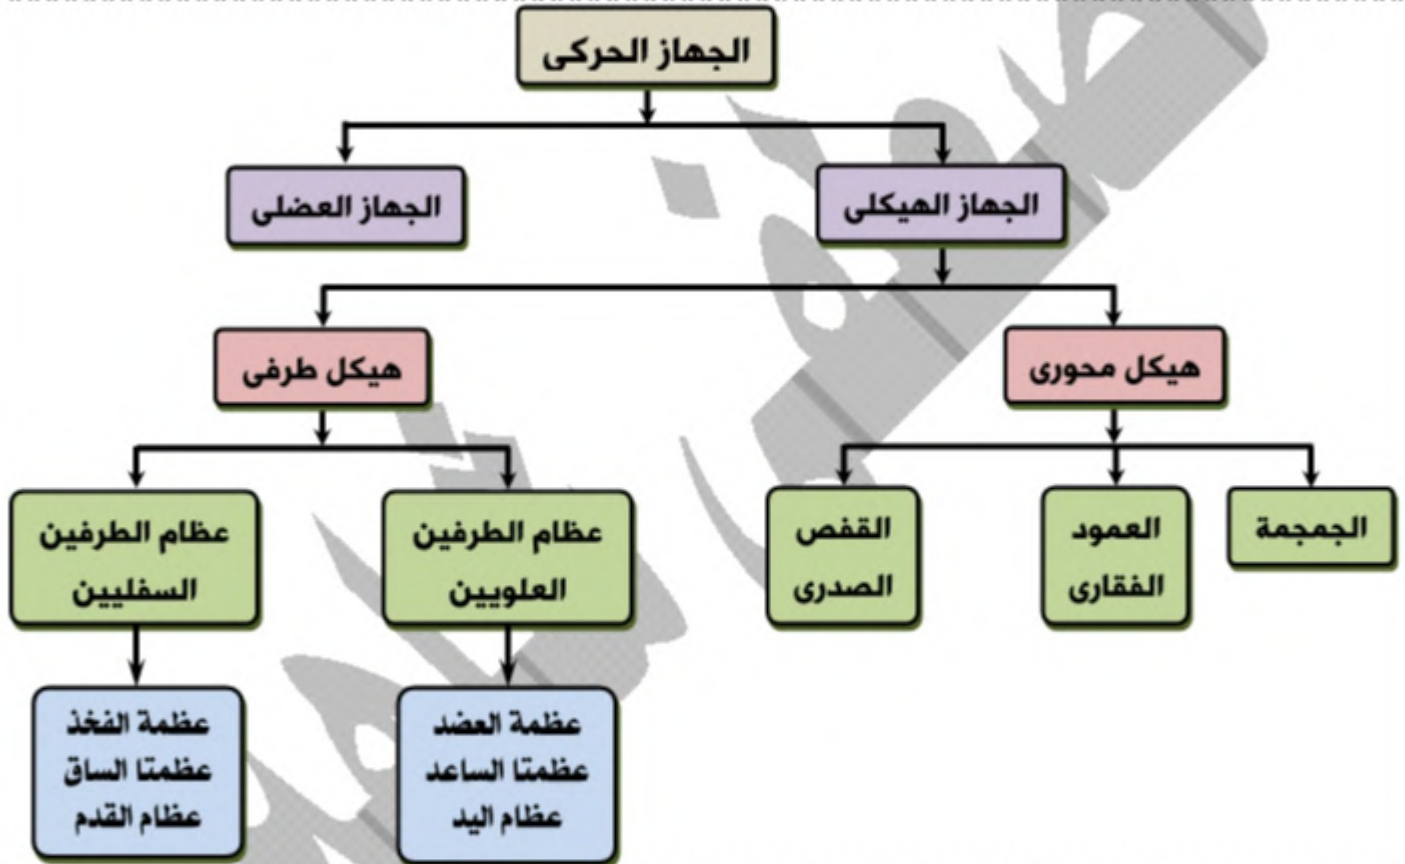 الجهاز الحركى
الجهاز الهيكلى
الجهاز العضلى
هيكل محورى
هيكل طرفى
الجمجمة
العمود
الفقارى
القفص
الصدرى
عظام الطرفين
العلويين
عظام الطرفين
السفليين
عظمة العضد
عظمتا الساعد
عظام اليد
عظمة الفخذ
عظمتا الساق
عظام القدم